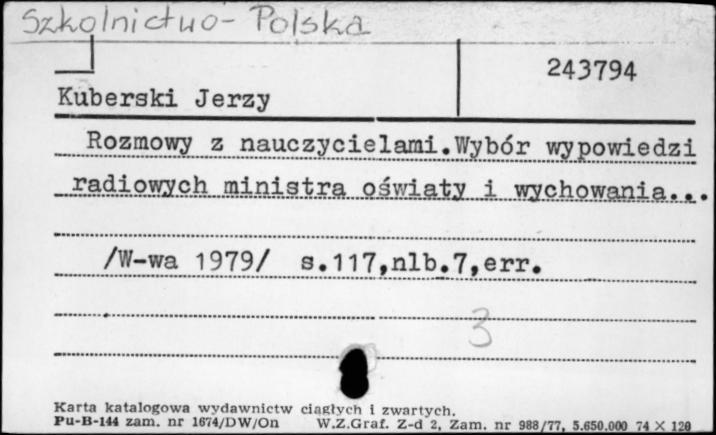 Szkolnictwo - Polska
243794
Kuberski Jerzy
Rozmowy z nauczycielami.Wybór wypowiedzi
radiowych ministra oświaty i wychowania...
/W-wa 1979/ s.117,nlb.7,err.
3
Karta katalogowa wydawnictw ciągłych i zwartych.
Pu-B-144 zam. nr 1674/DW/On W.Z.Graf. Z-d 2, Zam. nr 988/77, 5.650.000 74 X 120